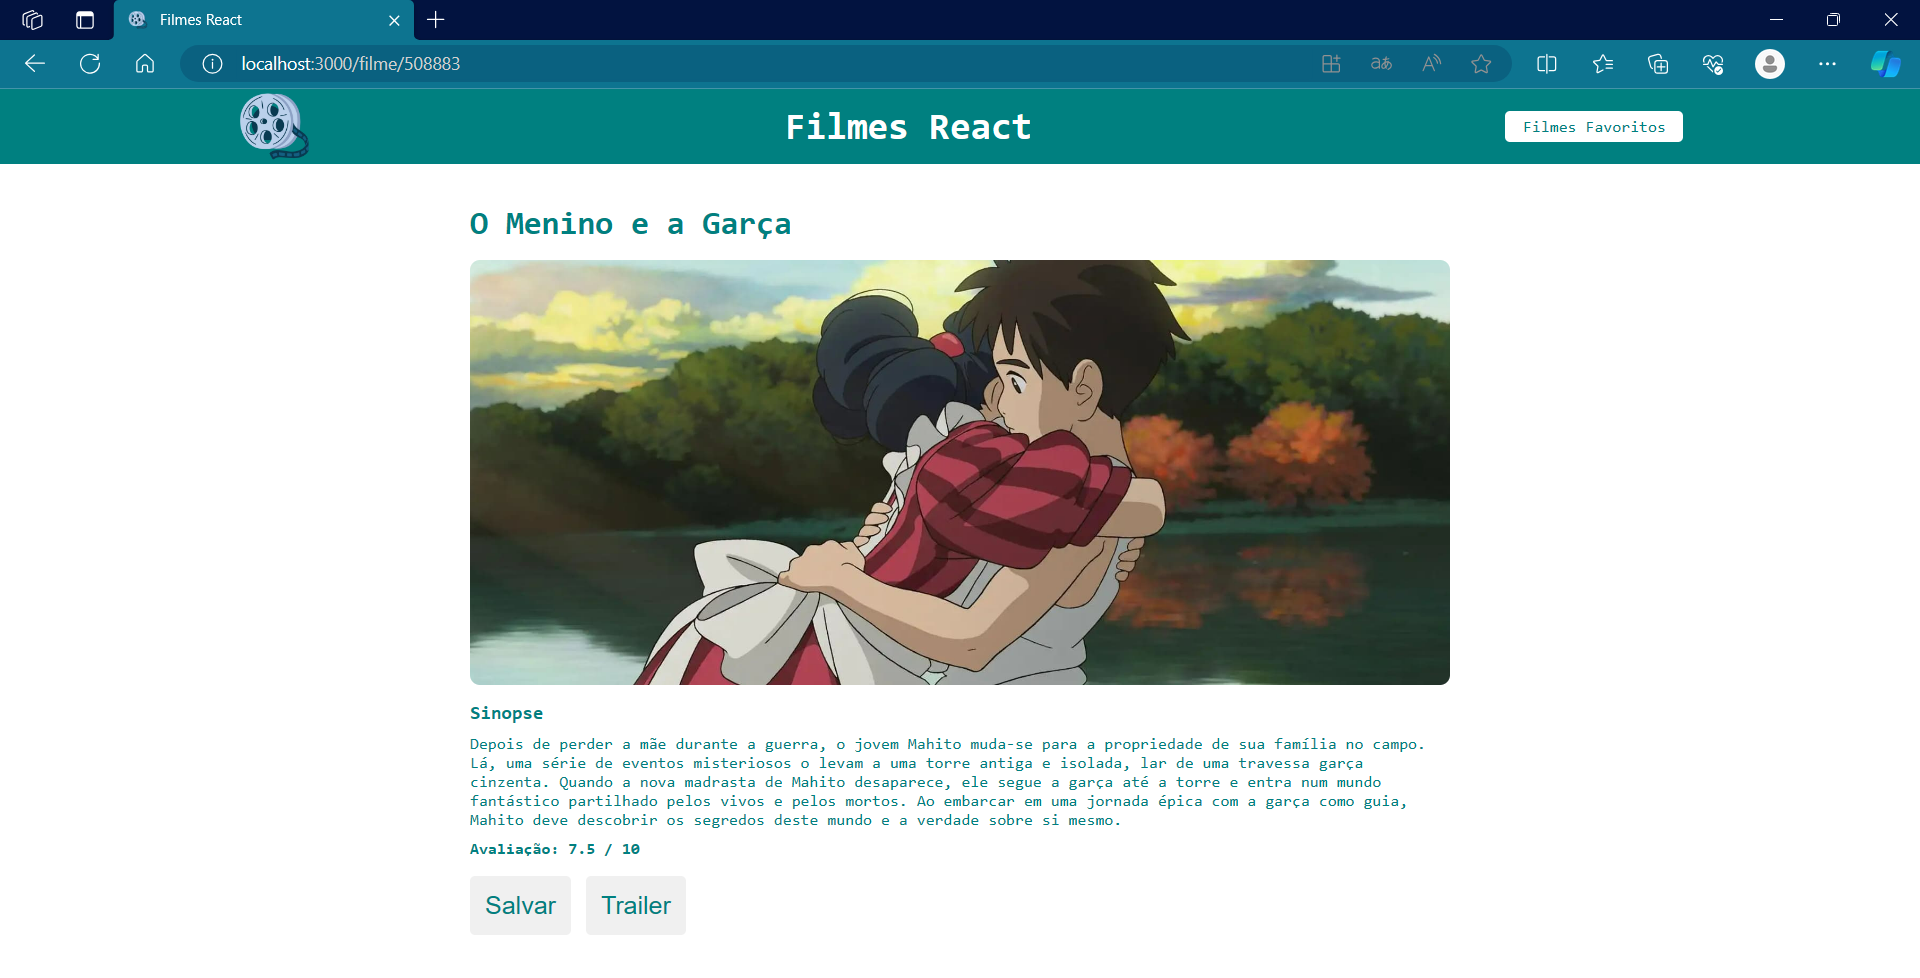 Filmes React
localhost:3000/filme/508883
Filmes React
Filmes Favoritos
O Menino e a Garça
Sinopse
Depois de perder a mãe durante a guerra, o jovem Mahito muda-se para a propriedade de sua família no campo.
Lá, uma série de eventos misteriosos o levam a uma torre antiga e isolada, lar de uma travessa garça
cinzenta. Quando a nova madrasta de Mahito desaparece, ele segue a garça até a torre e entra num mundo
fantástico partilhado pelos vivos e pelos mortos. Ao embarcar em uma jornada épica com a garça como guia,
Mahito deve descobrir os segredos deste mundo e a verdade sobre si mesmo.
Avaliação: 7.5 / 10
Salvar Trailer